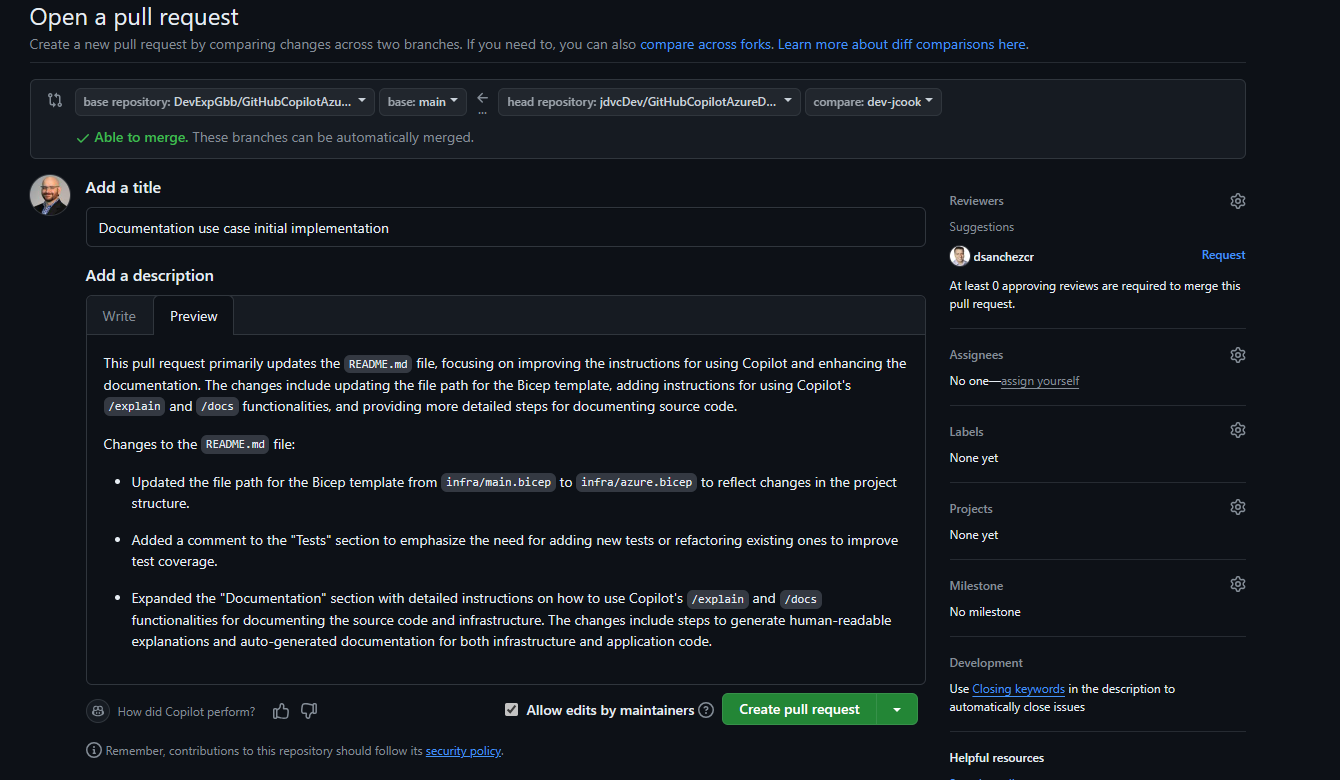 Open a pull request
Create a new pull request by comparing changes across two branches. If you need to, you can also compare across forks. Learn more about diff comparisons here.
base repository: DevExpGbb/GitHubCopilotAzu... base: main head repository: jdvcDev/GitHubCopilotAzureD... compare: dev-jcook
Able to merge. These branches can be automatically merged.
Add a title
Documentation use case initial implementation
Add a description
Write Preview
This pull request primarily updates the README.md file, focusing on improving the instructions for using Copilot and enhancing the
documentation. The changes include updating the file path for the Bicep template, adding instructions for using Copilot's
/explain and /docs functionalities, and providing more detailed steps for documenting source code.
Changes to the README.md file:
• Updated the file path for the Bicep template from infra/main.bicep to infra/azure.bicep to reflect changes in the project
structure.
• Added a comment to the "Tests" section to emphasize the need for adding new tests or refactoring existing ones to improve
test coverage.
• Expanded the "Documentation" section with detailed instructions on how to use Copilot's /explain and /docs
functionalities for documenting the source code and infrastructure. The changes include steps to generate human-readable
explanations and auto-generated documentation for both infrastructure and application code.
How did Copilot perform?
Allow edits by maintainers
Create pull request
Remember, contributions to this repository should follow its security policy.
Reviewers
Suggestions
dsanchezcr Request
At least 0 approving reviews are required to merge this
pull request.
Assignees
No one—assign yourself
Labels
None yet
Projects
None yet
Milestone
No milestone
Development
Use Closing keywords in the description to
automatically close issues
Helpful resources